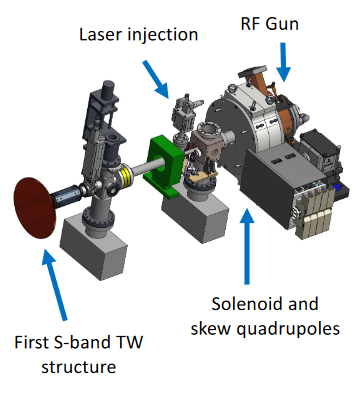 RF Gun
Laser injection
Solenoid and
skew quadrupoles
First S-band TW
structure